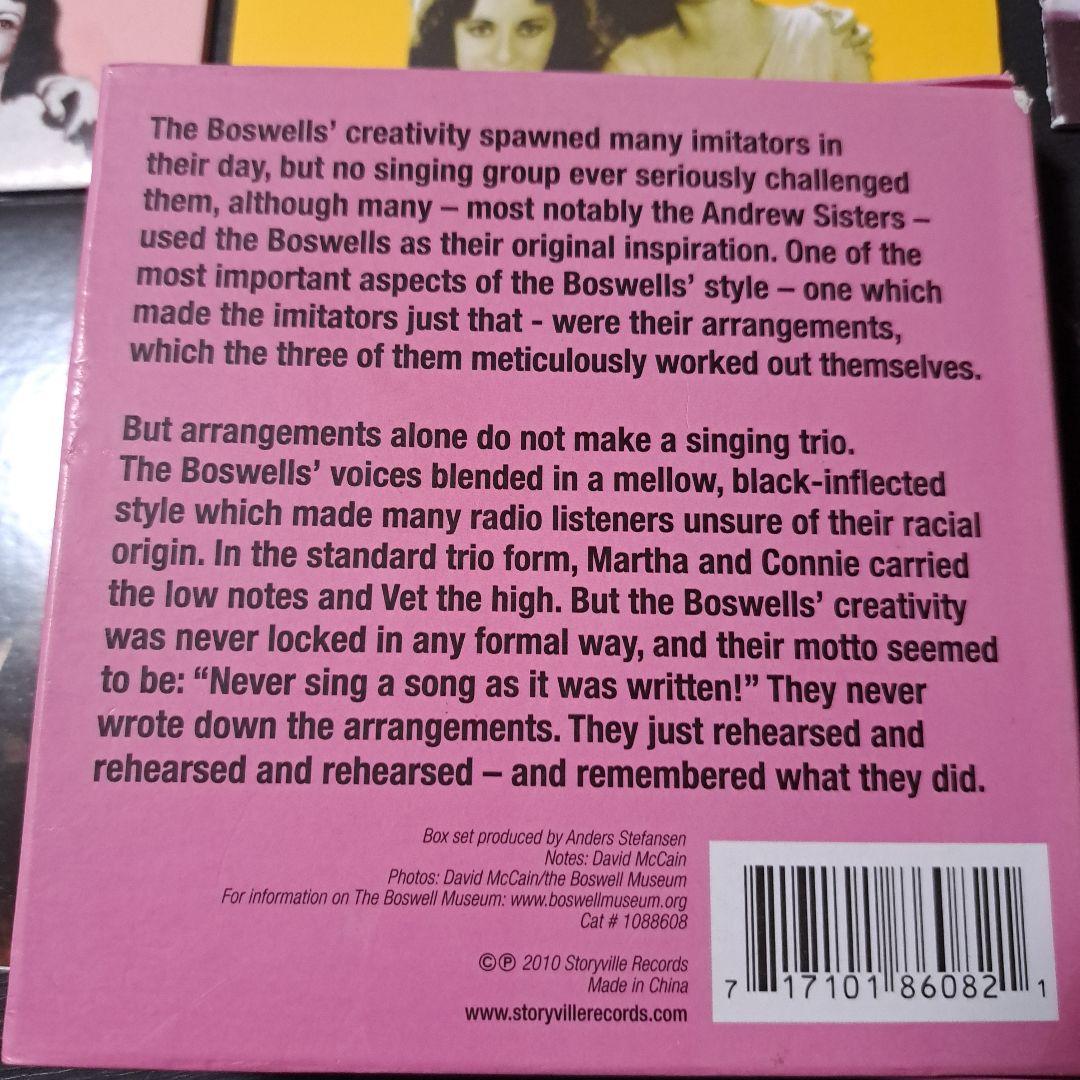 The Boswells’ creativity spawned many imitators in
their day, but no singing group ever seriously challenged
them, although many – most notably the Andrew Sisters –
used the Boswells as their original inspiration. One of the
most important aspects of the Boswells’ style – one which
made the imitators just that - were their arrangements,
which the three of them meticulously worked out themselves.
But arrangements alone do not make a singing trio.
The Boswells’ voices blended in a mellow, black-inflected
style which made many radio listeners unsure of their racial
origin. In the standard trio form, Martha and Connie carried
the low notes and Vet the high. But the Boswells’ creativity
was never locked in any formal way, and their motto seemed
to be: “Never sing a song as it was written!” They never
wrote down the arrangements. They just rehearsed and
rehearsed and rehearsed – and remembered what they did.
Box set produced by Anders Stefansen
Notes: David McCain
Photos: David McCain/the Boswell Museum
For information on The Boswell Museum: www.boswellmuseum.org
Cat # 1088608
©℗ 2010 Storyville Records
Made in China
www.storyvillerecords.com
7 17101 86082 1